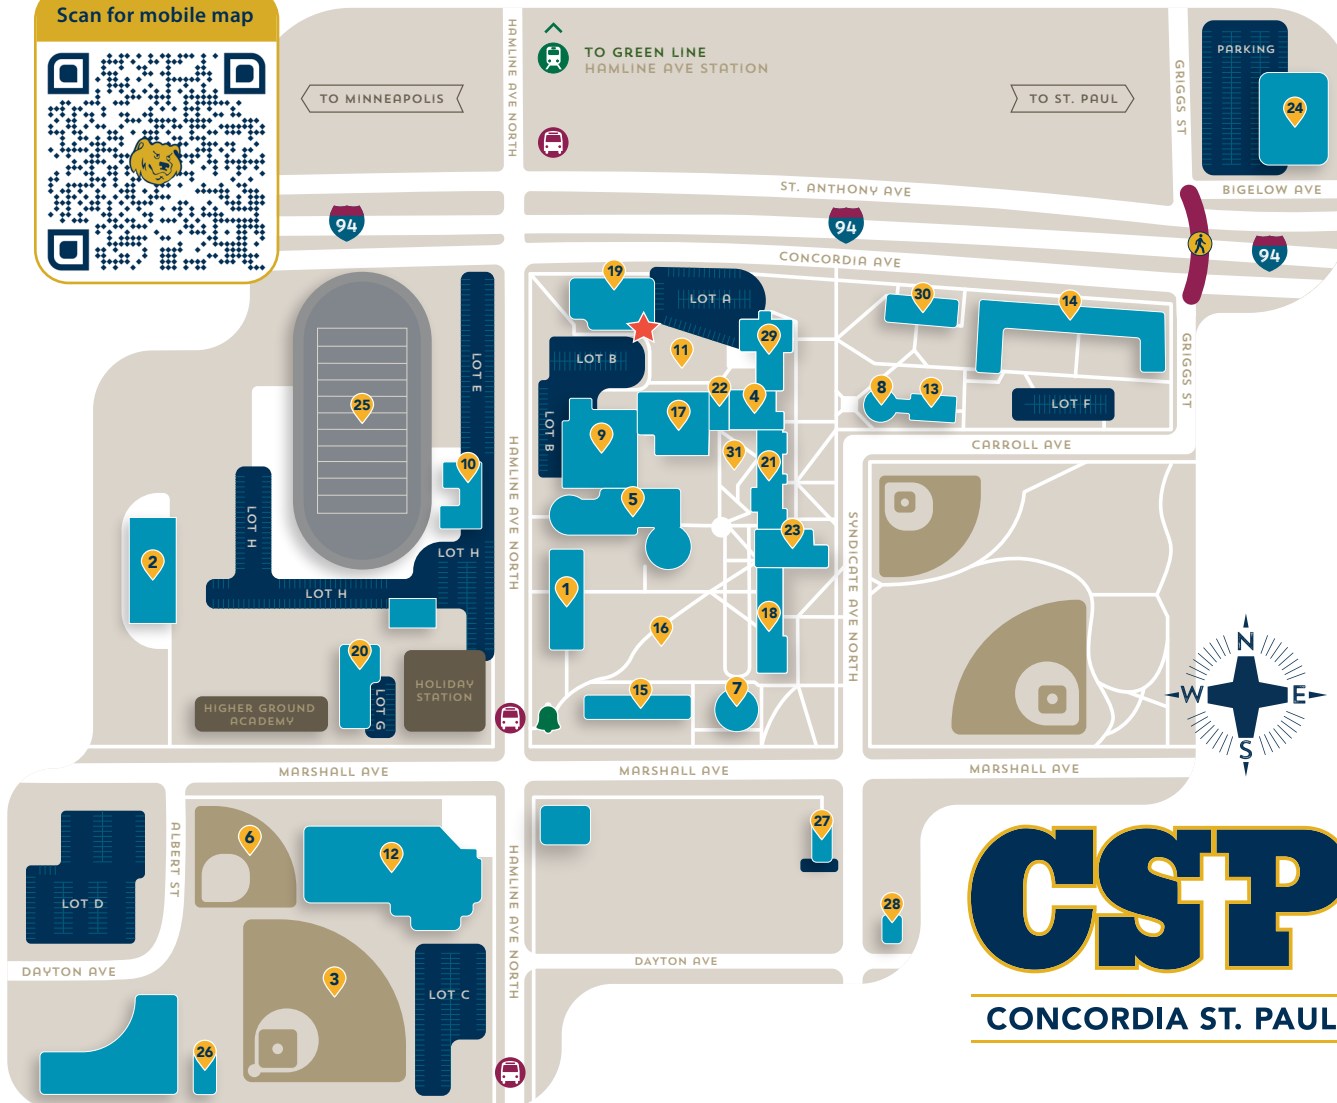 Scan for mobile map
HAMLINE AVE NORTH
TO GREEN LINE
HAMLINE AVE STATION
TO MINNEAPOLIS
TO ST. PAUL
GRIGGS ST
PARKING
24
ST. ANTHONY AVE
BIGELOW AVE
94
94
94
CONCORDIA AVE
19
LOT A
30
14
29
11
LOT B
LOT E
GRIGGS ST
25
22
4
17
8
13
LOT F
9
LOT B
HAMLINE AVE NORTH
CARROLL AVE
31
21
10
5
LOT H
SYNDICATE AVE NORTH
23
LOT H
2
1
LOT H
18
16
20
N
W
E
S
HOLIDAY
STATION
15
7
LOT G
HIGHER GROUND
ACADEMY
MARSHALL AVE
MARSHALL AVE
MARSHALL AVE
ALBERT ST
6
12
27
HAMLINE AVE NORTH
LOT D
28
CSP
DAYTON AVE
DAYTON AVE
3
LOT C
CONCORDIA ST. PAUL
26